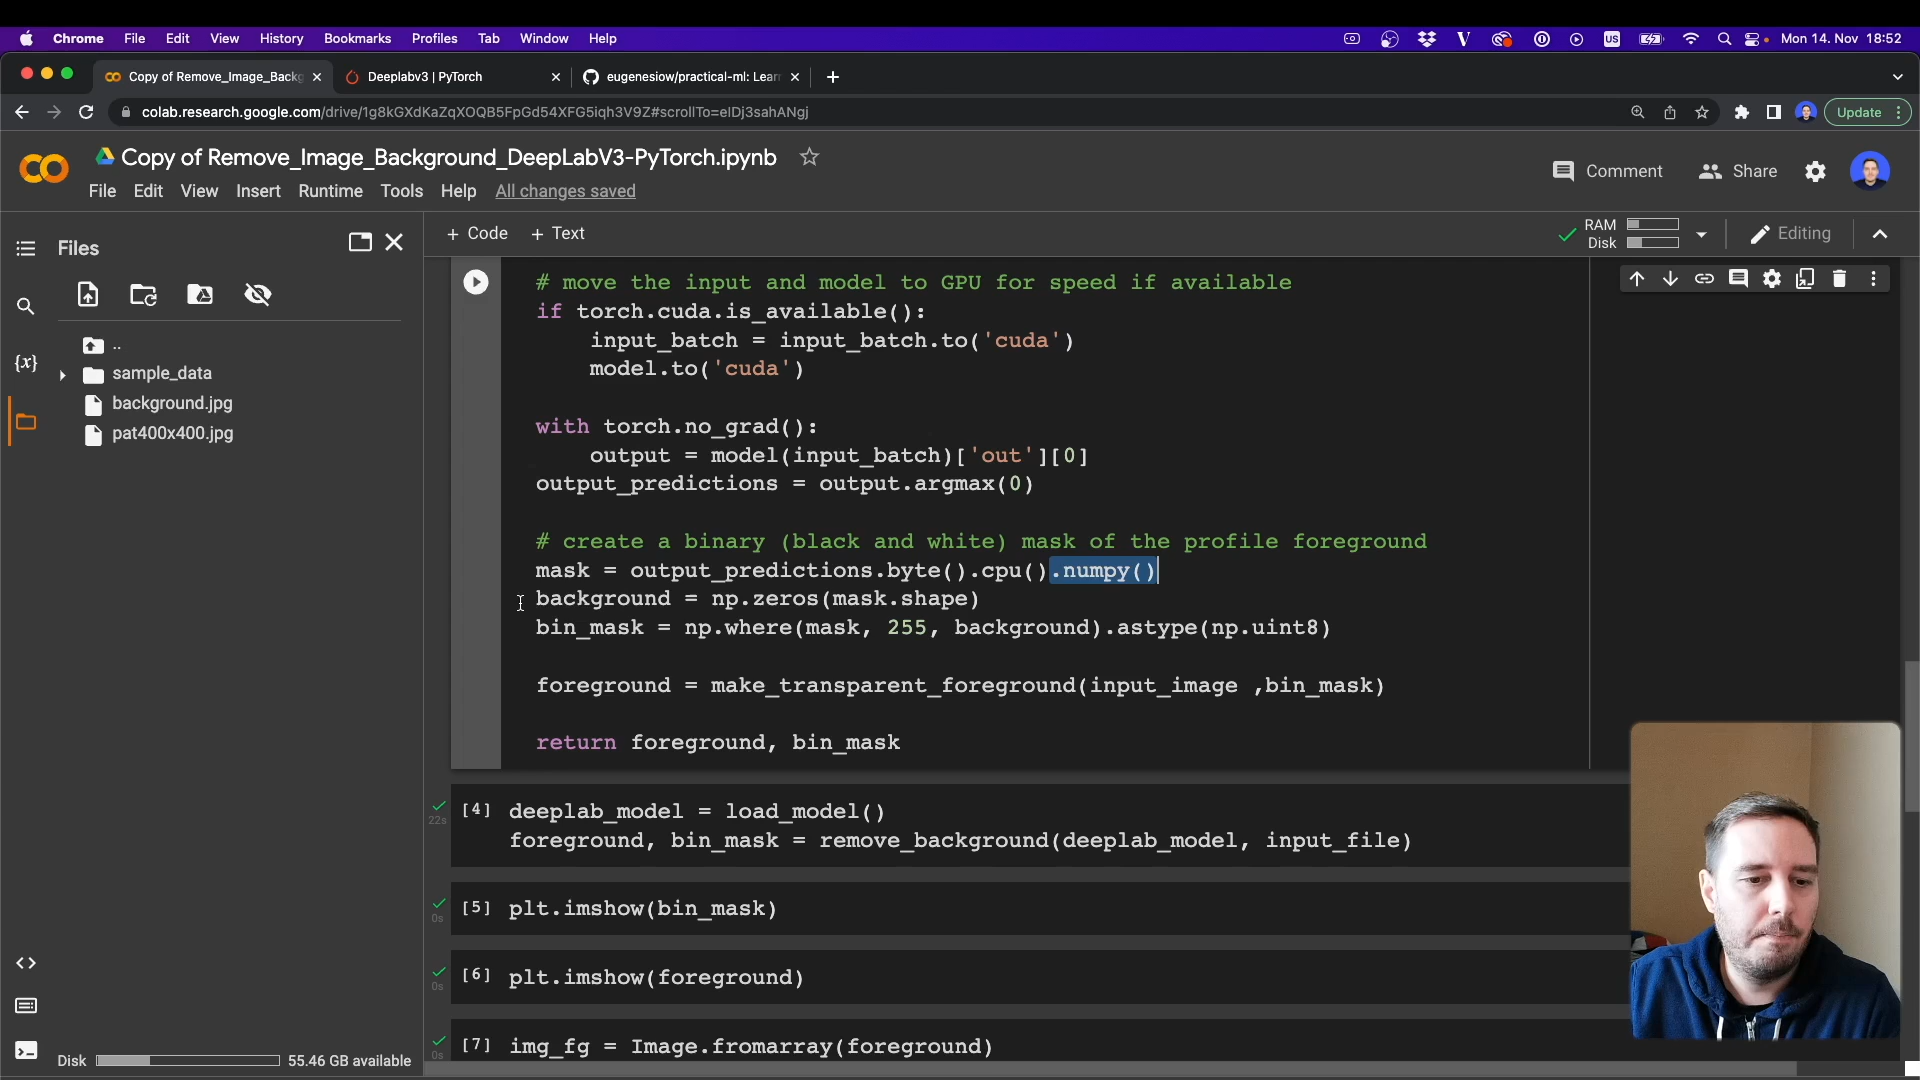 Chrome File Edit View History Bookmarks Profiles Tab Window Help
US Mon 14. Nov 18:52
Copy of Remove_Image_Backg
Deeplabv3 | PyTorch
eugenesiow/practical-ml: Lear
colab.research.google.com/drive/1g8kGXdKaZqXOQB5FpGd54XFG5iqh3V9Z#scrollTo=elDj3sahANgj
Update
Copy of Remove_Image_Background_DeepLabV3-PyTorch.ipynb
Comment
Share
File Edit View Insert Runtime Tools Help All changes saved
Files
+ Code + Text
RAM
Disk
Editing
..
sample_data
background.jpg
pat400x400.jpg
{x}
# move the input and model to GPU for speed if available
if torch.cuda.is_available():
input_batch = input_batch.to('cuda')
model.to('cuda')
with torch.no_grad():
output = model(input_batch)['out'][0]
output_predictions = output.argmax(0)
# create a binary (black and white) mask of the profile foreground
mask = output_predictions.byte().cpu().numpy()
background = np.zeros(mask.shape)
bin_mask = np.where(mask, 255, background).astype(np.uint8)
foreground = make_transparent_foreground(input_image ,bin_mask)
return foreground, bin_mask
22s
[4] deeplab_model = load_model()
foreground, bin_mask = remove_background(deeplab_model, input_file)
0s
[5] plt.imshow(bin_mask)
0s
[6] plt.imshow(foreground)
0s
[7] img_fg = Image.fromarray(foreground)
Disk 55.46 GB available